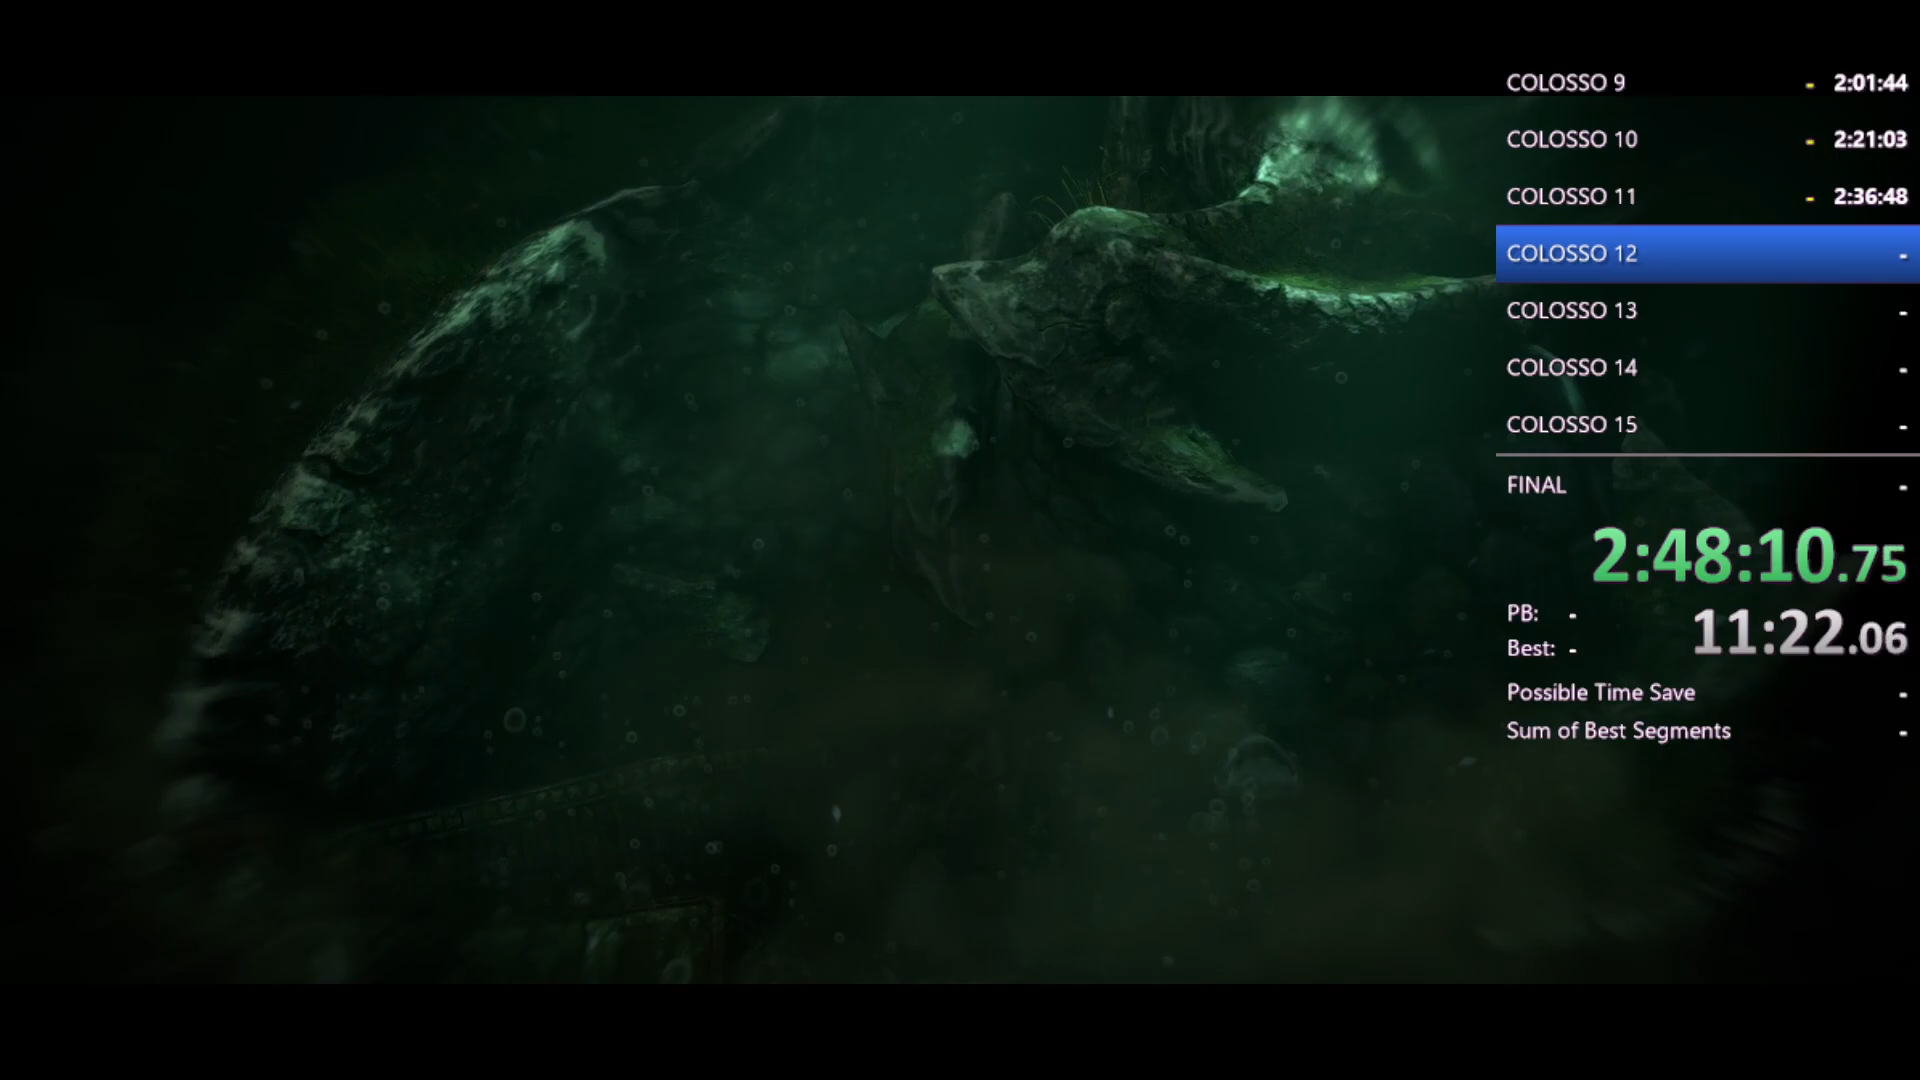 COLOSSO 9 - 2:01:44
COLOSSO 10 - 2:21:03
COLOSSO 11 - 2:36:48
COLOSSO 12 -
COLOSSO 13 -
COLOSSO 14 -
COLOSSO 15 -
FINAL -
2:48:10.75
PB: -
11:22.06
Best: -
Possible Time Save -
Sum of Best Segments -